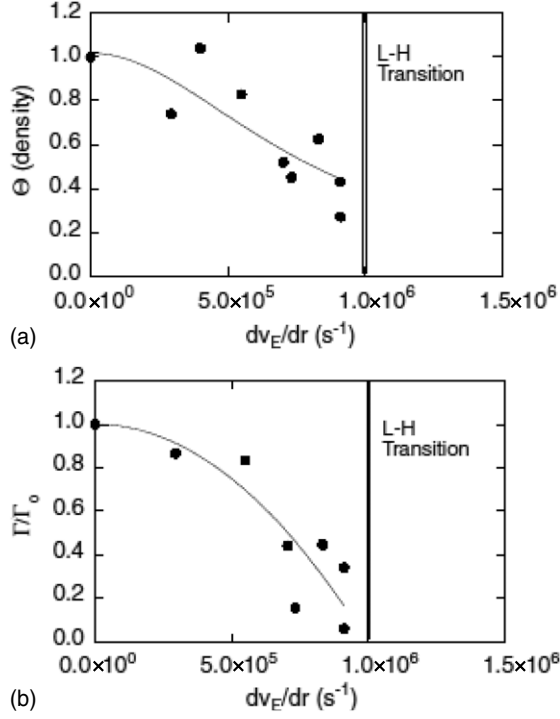 1.2
1.0
0.8
0.6
0.4
0.2
0.0
Θ (density)
L-H
Transition
0.0×10⁰ 5.0×10⁵ 1.0×10⁶ 1.5×10⁶
dvE/dr (s⁻¹)
(a)
1.2
1.0
0.8
0.6
0.4
0.2
0.0
Γ/Γo
L-H
Transition
0.0×10⁰ 5.0×10⁵ 1.0×10⁶ 1.5×10⁶
dvE/dr (s⁻¹)
(b)